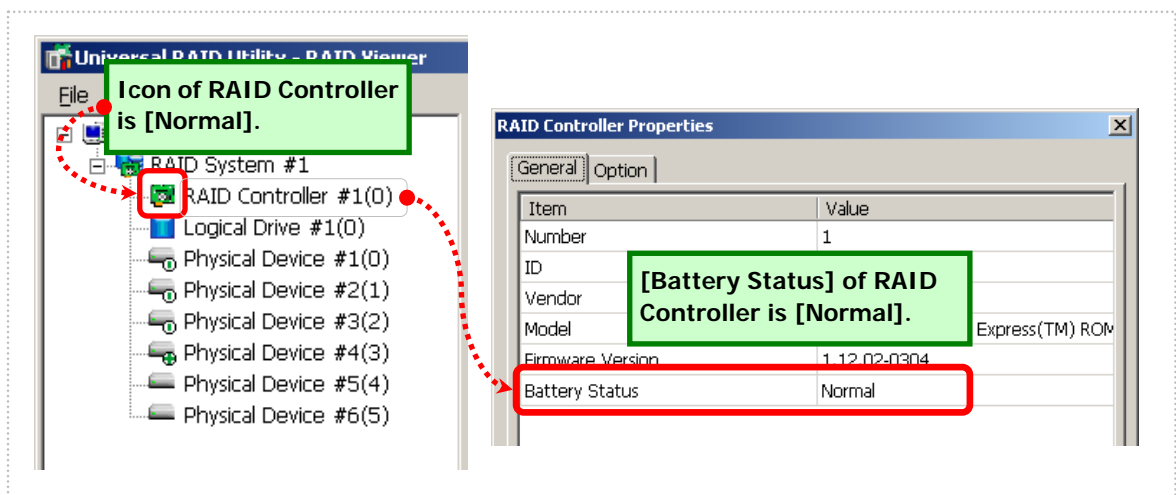 Universal RAID Utility - RAID Viewer
File
Icon of RAID Controller
is [Normal].
RAID System #1
RAID Controller #1(0)
Logical Drive #1(0)
Physical Device #1(0)
Physical Device #2(1)
Physical Device #3(2)
Physical Device #4(3)
Physical Device #5(4)
Physical Device #6(5)
RAID Controller Properties
General Option
Item Value
Number 1
ID
Vendor
[Battery Status] of RAID
Controller is [Normal].
Model Express(TM) ROM
Firmware Version 1.12.02-0304
Battery Status Normal